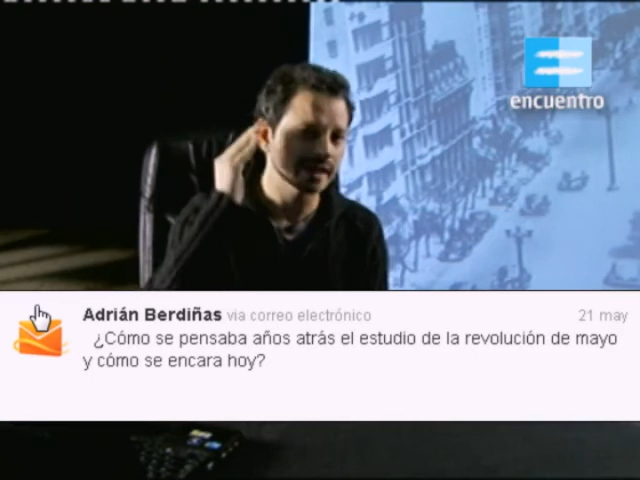 encuentro
Adrián Berdiñas vía correo electrónico 21 may
¿Cómo se pensaba años atrás el estudio de la revolución de mayo
y cómo se encara hoy?